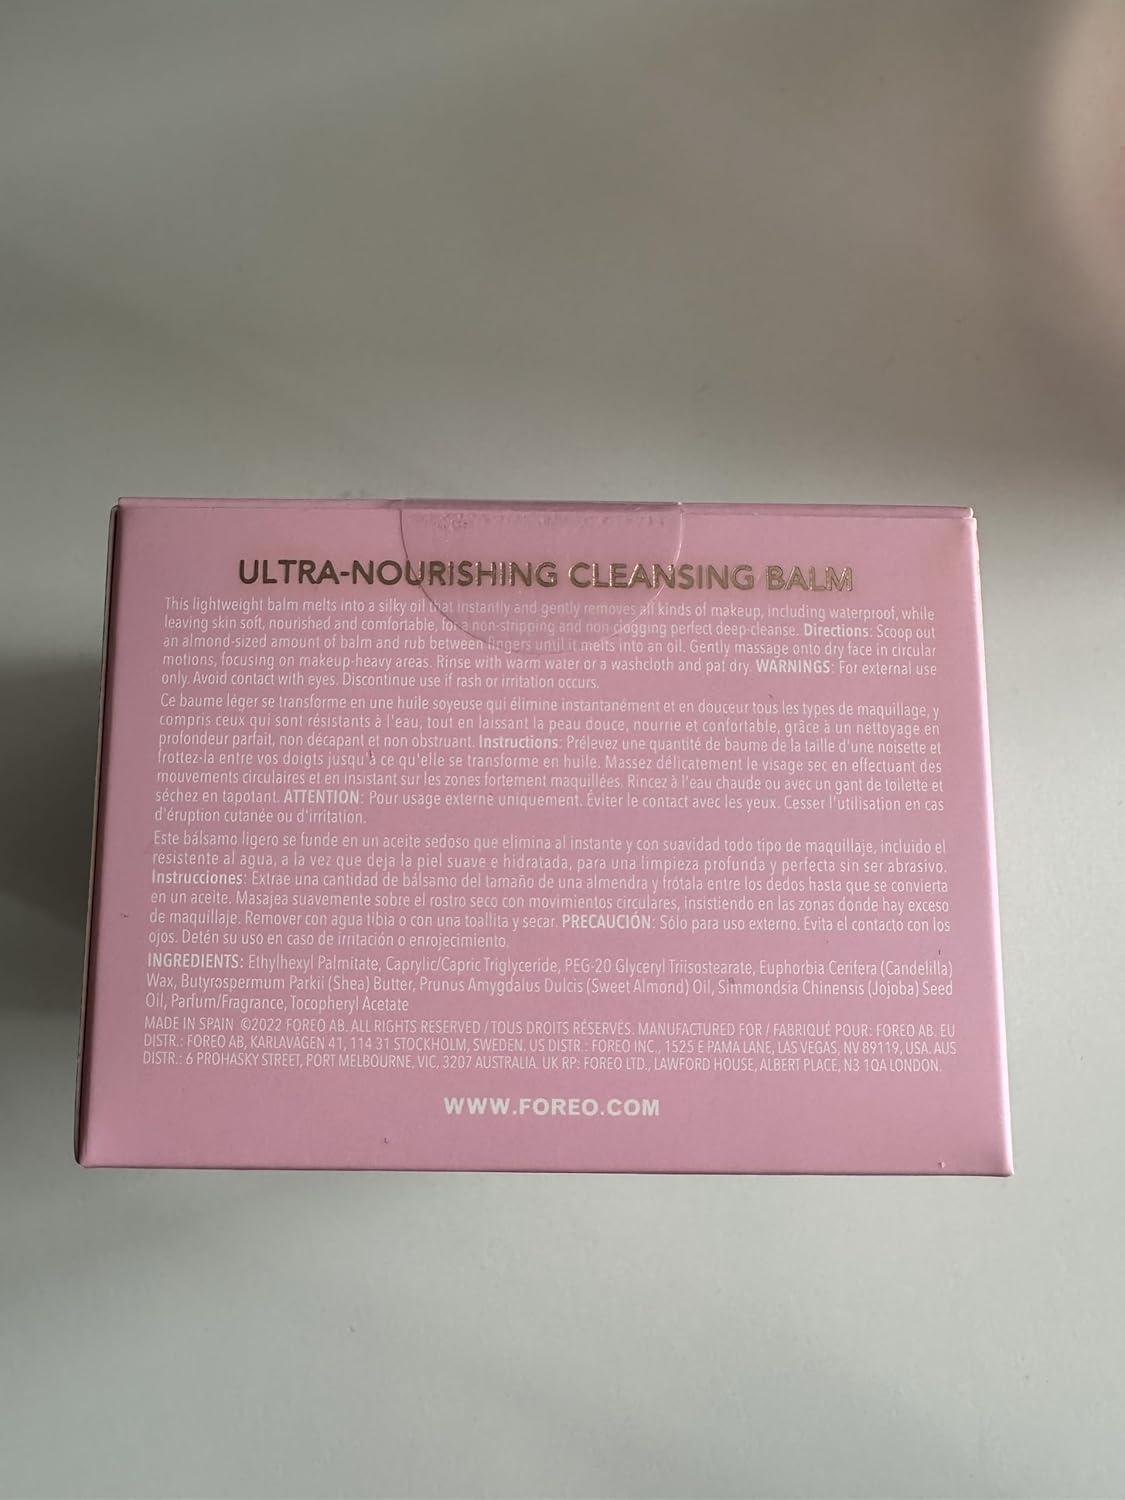 ULTRA-NOURISHING CLEANSING BALM
This lightweight balm melts into a silky oil that instantly and gently removes all kinds of makeup, including waterproof, while
leaving skin soft, nourished and comfortable, for a non-stripping and non clogging perfect deep-cleanse. Directions: Scoop out
an almond-sized amount of balm and rub between fingers until it melts into an oil. Gently massage onto dry face in circular
motions, focusing on makeup-heavy areas. Rinse with warm water or a washcloth and pat dry. WARNINGS: For external use
only. Avoid contact with eyes. Discontinue use if rash or irritation occurs.
Ce baume léger se transforme en une huile soyeuse qui élimine instantanément et en douceur tous les types de maquillage, y
compris ceux qui sont résistants à l'eau, tout en laissant la peau douce, nourrie et confortable, grâce à un nettoyage en
profondeur parfait, non décapant et non obstruant. Instructions: Prélevez une quantité de baume de la taille d'une noisette et
frottez-la entre vos doigts jusqu'à ce qu'elle se transforme en huile. Massez délicatement le visage sec en effectuant des
mouvements circulaires et en insistant sur les zones fortement maquillées. Rincez à l'eau chaude ou avec un gant de toilette et
séchez en tapotant. ATTENTION: Pour usage externe uniquement. Éviter le contact avec les yeux. Cesser l'utilisation en cas
d'éruption cutanée ou d'irritation.
Este bálsamo ligero se funde en un aceite sedoso que elimina al instante y con suavidad todo tipo de maquillaje, incluido el
resistente al agua, a la vez que deja la piel suave e hidratada, para una limpieza profunda y perfecta sin ser abrasivo.
Instrucciones: Extrae una cantidad de bálsamo del tamaño de una almendra y frótala entre los dedos hasta que se convierta
en un aceite. Masajea suavemente sobre el rostro seco con movimientos circulares, insistiendo en las zonas donde hay exceso
de maquillaje. Remover con agua tibia o con una toallita y secar. PRECAUCIÓN: Sólo para uso externo. Evita el contacto con los
ojos. Detén su uso en caso de irritación o enrojecimiento.
INGREDIENTS: Ethylhexyl Palmitate, Caprylic/Capric Triglyceride, PEG-20 Glyceryl Triisostearate, Euphorbia Cerifera (Candelilla)
Wax, Butyrospermum Parkii (Shea) Butter, Prunus Amygdalus Dulcis (Sweet Almond) Oil, Simmondsia Chinensis (Jojoba) Seed
Oil, Parfum/Fragrance, Tocopheryl Acetate
MADE IN SPAIN ©2022 FOREO AB. ALL RIGHTS RESERVED / TOUS DROITS RÉSERVÉS. MANUFACTURED FOR / FABRIQUÉ POUR: FOREO AB. EU
DISTR.: FOREO AB, KARLAVÄGEN 41, 114 31 STOCKHOLM, SWEDEN. US DISTR.: FOREO INC., 1525 E PAMA LANE, LAS VEGAS, NV 89119, USA. AUS
DISTR.: 6 PROHASKY STREET, PORT MELBOURNE, VIC, 3207 AUSTRALIA. UK RP: FOREO LTD., LAWFORD HOUSE, ALBERT PLACE, N3 1QA LONDON.
WWW.FOREO.COM